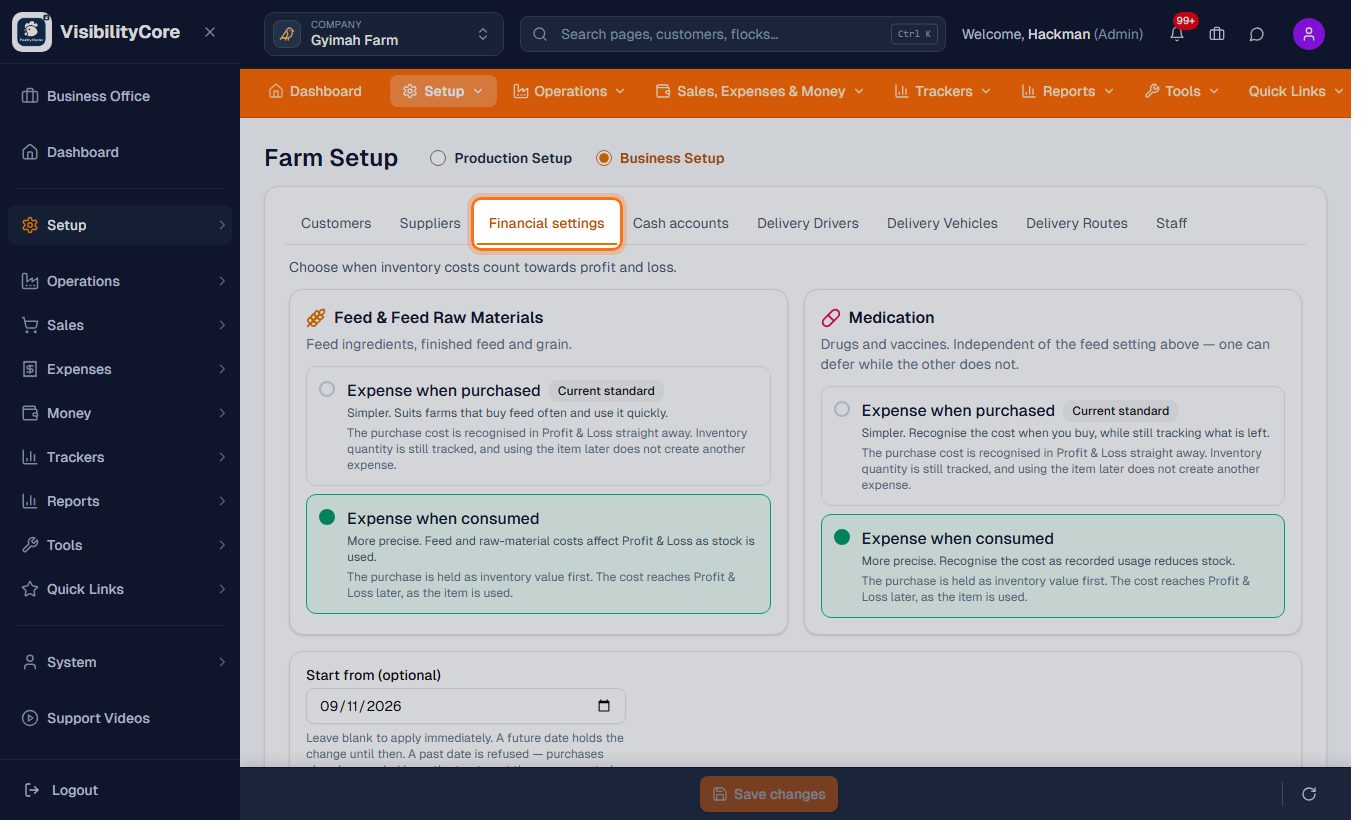 VisibilityCore
COMPANY
Gyimah Farm
Search pages, customers, flocks...
Ctrl K
Welcome, Hackman (Admin)
99+
Business Office
Dashboard
Setup
Operations
Sales
Expenses
Money
Trackers
Reports
Tools
Quick Links
System
Support Videos
Logout
Dashboard
Setup
Operations
Sales, Expenses & Money
Trackers
Reports
Tools
Quick Links
Farm Setup
Production Setup
Business Setup
Customers
Suppliers
Financial settings
Cash accounts
Delivery Drivers
Delivery Vehicles
Delivery Routes
Staff
Choose when inventory costs count towards profit and loss.
Feed & Feed Raw Materials
Feed ingredients, finished feed and grain.
Expense when purchased
Current standard
Simpler. Suits farms that buy feed often and use it quickly.
The purchase cost is recognised in Profit & Loss straight away. Inventory
quantity is still tracked, and using the item later does not create another
expense.
Expense when consumed
More precise. Feed and raw-material costs affect Profit & Loss as stock is
used.
The purchase is held as inventory value first. The cost reaches Profit &
Loss later, as the item is used.
Medication
Drugs and vaccines. Independent of the feed setting above — one can
defer while the other does not.
Expense when purchased
Current standard
Simpler. Recognise the cost when you buy, while still tracking what is left.
The purchase cost is recognised in Profit & Loss straight away. Inventory
quantity is still tracked, and using the item later does not create another
expense.
Expense when consumed
More precise. Recognise the cost as recorded usage reduces stock.
The purchase is held as inventory value first. The cost reaches Profit &
Loss later, as the item is used.
Start from (optional)
09/11/2026
Leave blank to apply immediately. A future date holds the
change until then. A past date is refused — purchases
Save changes